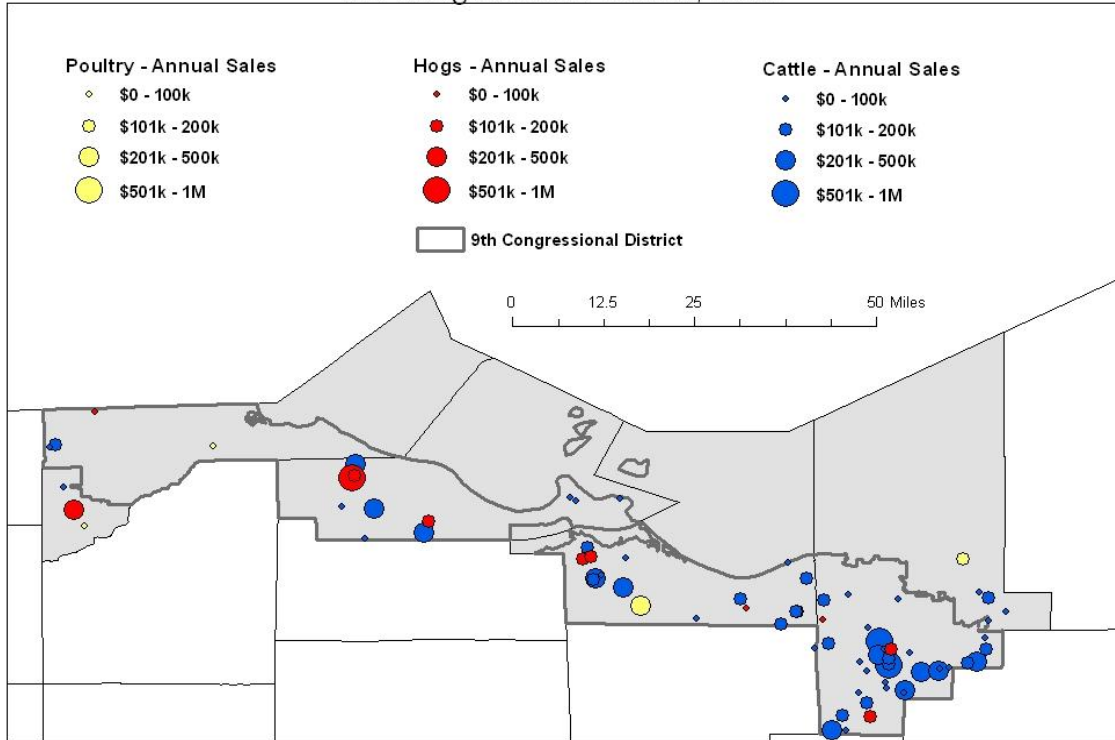 Poultry - Annual Sales
$0 - 100k
$101k - 200k
$201k - 500k
$501k - 1M
Hogs - Annual Sales
$0 - 100k
$101k - 200k
$201k - 500k
$501k - 1M
Cattle - Annual Sales
$0 - 100k
$101k - 200k
$201k - 500k
$501k - 1M
9th Congressional District
0 12.5 25 50 Miles